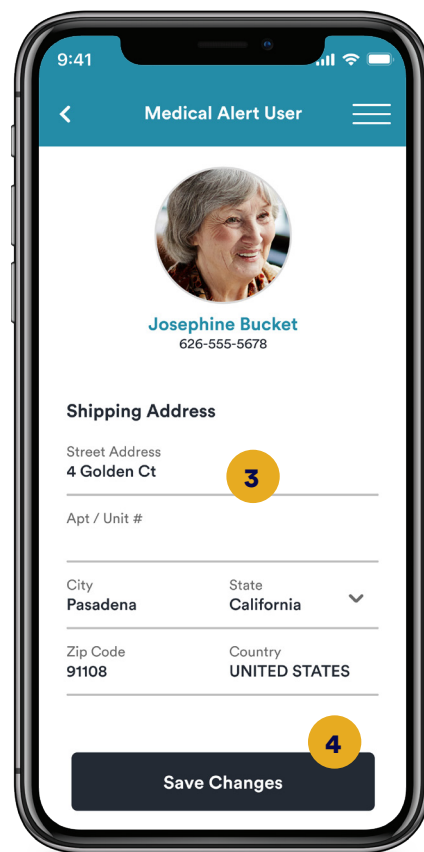 9:41
Medical Alert User
Josephine Bucket
626-555-5678
Shipping Address
Street Address
4 Golden Ct
3
Apt / Unit #
City State
Pasadena California
Zip Code Country
91108 UNITED STATES
4
Save Changes